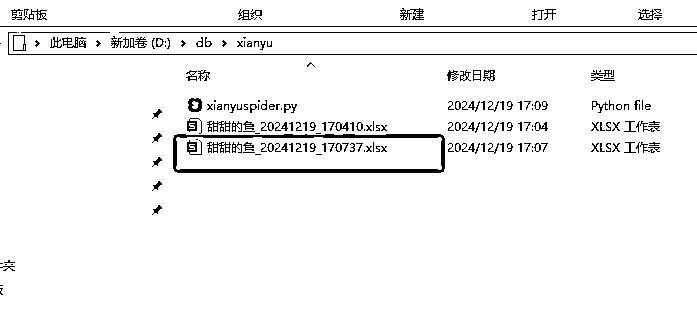 剪贴板 组织 新建 打开 选择
此电脑 > 新加卷 (D:) > db > xianyu
名称 修改日期 类型
xianyuspider.py 2024/12/19 17:09 Python file
甜甜的鱼_20241219_170410.xlsx 2024/12/19 17:04 XLSX 工作表
甜甜的鱼_20241219_170737.xlsx 2024/12/19 17:07 XLSX 工作表